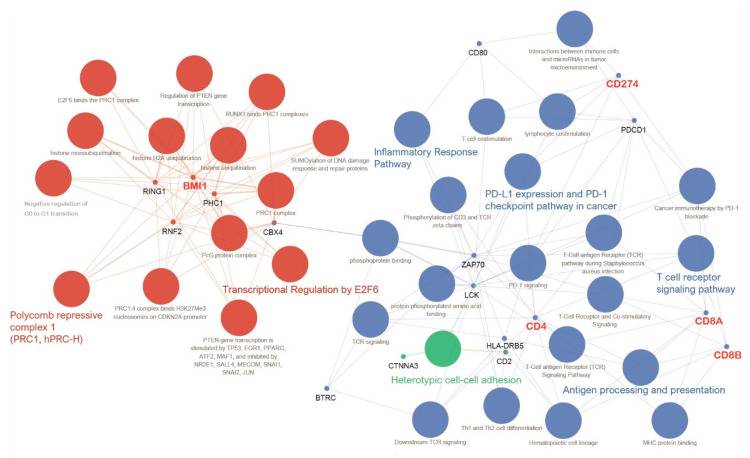 CD80
Interactions between immune cells
and microRNAs in tumor
microenvironment
CD274
E2F6 binds the PRC1 complex
Regulation of PTEN gene
transcription
RUNX1 binds PRC1 complexes
PDCD1
T cell costimulation
lymphocyte costimulation
histone monoubiquitination
histone H2A ubiquitination
histone ubiquitination
SUMOylation of DNA damage
response and repair proteins
Inflammatory Response
Pathway
PD-L1 expression and PD-1
checkpoint pathway in cancer
RING1
BMI1
PHC1
Negative regulation of
G0 to G1 transition
PRC1 complex
CBX4
RNF2
Phosphorylation of CD3 and TCR
zeta chains
Cancer immunotherapy by PD-1
blockade
PcG protein complex
phosphoprotein binding
ZAP70
T-Cell antigen Receptor (TCR)
pathway during Staphylococcus
aureus infection
T cell receptor
signaling pathway
Transcriptional Regulation by E2F6
LCK
PD-1 signaling
protein phosphorylated amino acid
binding
Polycomb repressive
complex 1
(PRC1, hPRC-H)
PRC1.4 complex binds H3K27Me3
nucleosomes on CDKN2A promoter
PTEN gene transcription is
stimulated by TP53, EGR1, PPARG,
ATF2, MAF1, and inhibited by
NR2E1, SALL4, MECOM, SNAI1,
SNAI2, JUN.
TCR signaling
CD4
T-Cell Receptor and Co-stimulatory
Signaling
CD8A
HLA-DRB5
CD2
CTNNA3
CD8B
T-Cell antigen Receptor (TCR)
Signaling Pathway
Heterotypic cell-cell adhesion
Antigen processing and presentation
BTRC
Downstream TCR signaling
Th1 and Th2 cell differentiation
Hematopoietic cell lineage
MHC protein binding